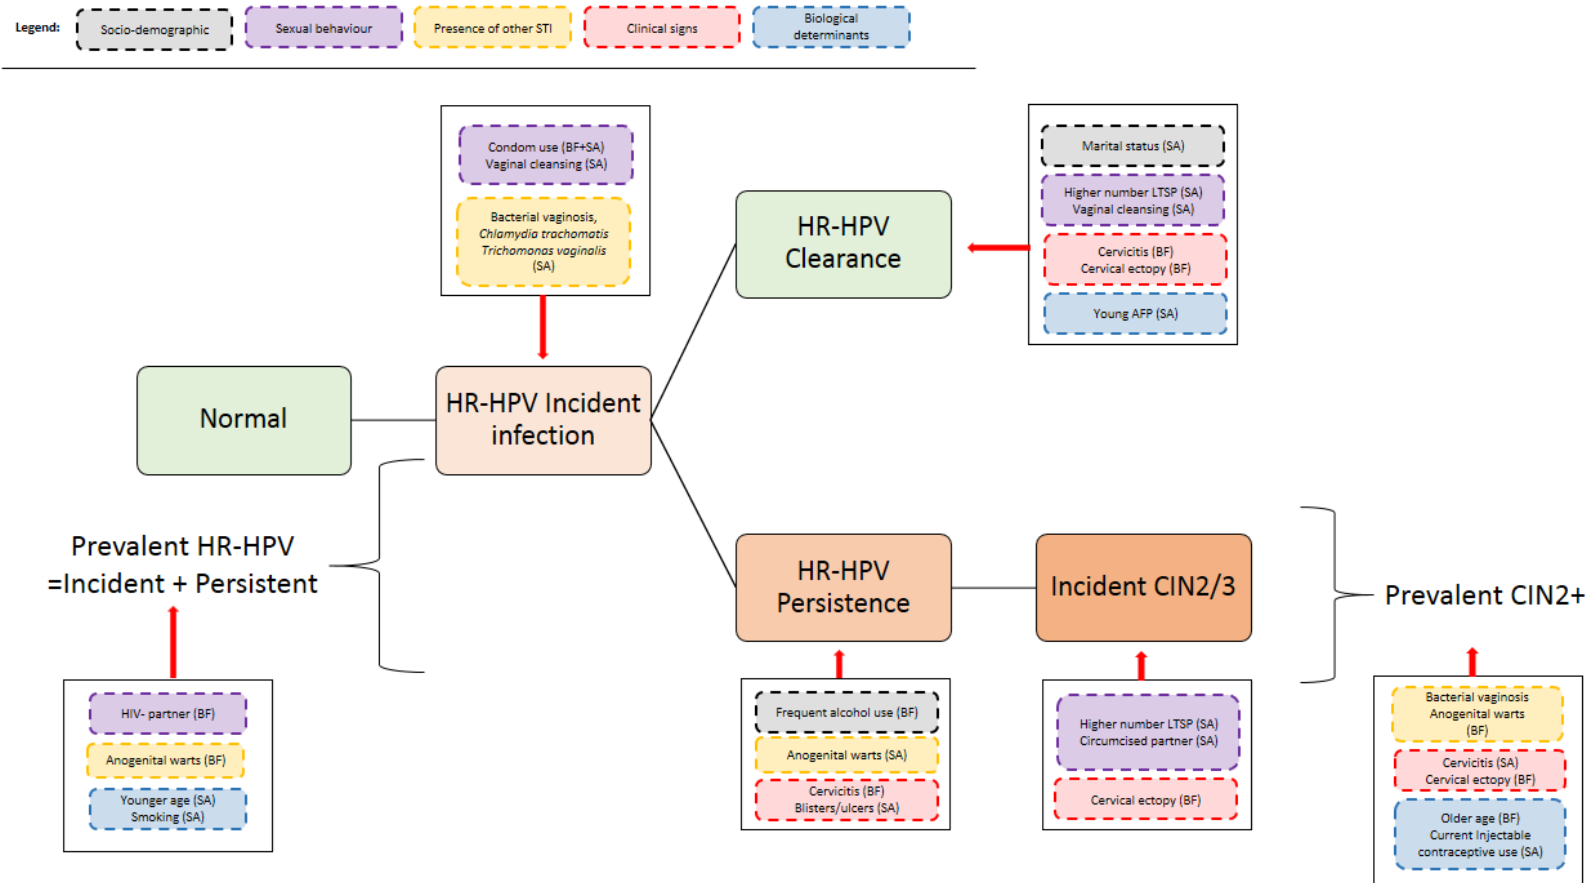 Legend:
Socio-demographic
Sexual behaviour
Presence of other STI
Clinical signs
Biological
determinants
Condom use (BF+SA)
Vaginal cleansing (SA)
Bacterial vaginosis,
Chlamydia trachomatis
Trichomonas vaginalis
(SA)
Marital status (SA)
Higher number LTSP (SA)
Vaginal cleansing (SA)
Cervicitis (BF)
Cervical ectopy (BF)
Young AFP (SA)
HR-HPV
Clearance
Normal
HR-HPV Incident
infection
Prevalent HR-HPV
=Incident + Persistent
HR-HPV
Persistence
Incident CIN2/3
Prevalent CIN2+
HIV- partner (BF)
Anogenital warts (BF)
Younger age (SA)
Smoking (SA)
Frequent alcohol use (BF)
Anogenital warts (SA)
Cervicitis (BF)
Blisters/ulcers (SA)
Higher number LTSP (SA)
Circumcised partner (SA)
Cervical ectopy (BF)
Bacterial vaginosis
Anogenital warts
(BF)
Cervicitis (SA)
Cervical ectopy (BF)
Older age (BF)
Current Injectable
contraceptive use (SA)